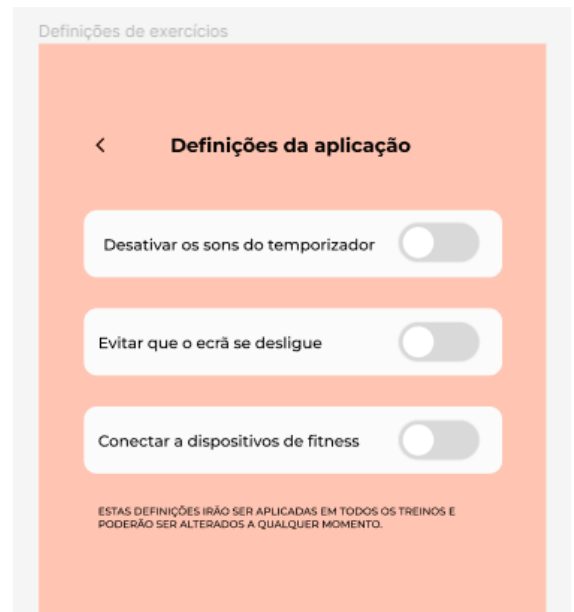 Definições de exercícios
Definições da aplicação
Desativar os sons do temporizador
Evitar que o ecrã se desligue
Conectar a dispositivos de fitness
ESTAS DEFINIÇÕES IRÃO SER APLICADAS EM TODOS OS TREINOS E
PODERÃO SER ALTERADOS A QUALQUER MOMENTO.